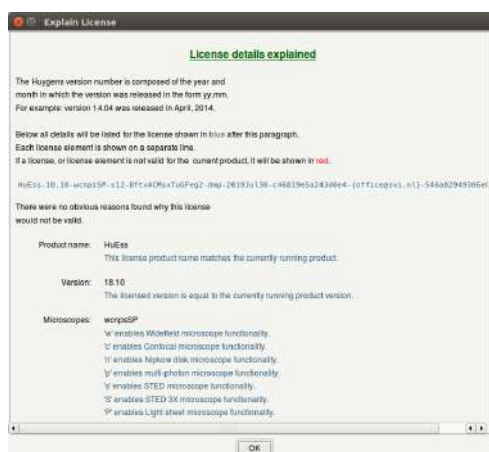 Explain License
License details explained
The Huygens version number is composed of the year and
month in which the version was released in the form yy.mm.
For example: version 14.04 was released in April, 2014.
Below all details will be listed for the license shown in blue after this paragraph.
Each license element is shown on a separate line.
If a license, or license element is not valid for the current product, it will be shown in red.
There were no obvious reasons found why this license
would not be valid.
Product name: HuEss
This license product name matches the currently running product.
Version: 18.10
The licensed version is equal to the currently running product version.
Microscopes: wcnpsSP
'w' enables Widefield microscope functionality.
'c' enables Confocal microscope functionality.
'n' enables Nipkow disk microscope functionality.
'p' enables multi-photon microscope functionality.
's' enables STED microscope functionality.
'S' enables STED 3X microscope functionality.
'P' enables Light sheet microscope functionality.
OK